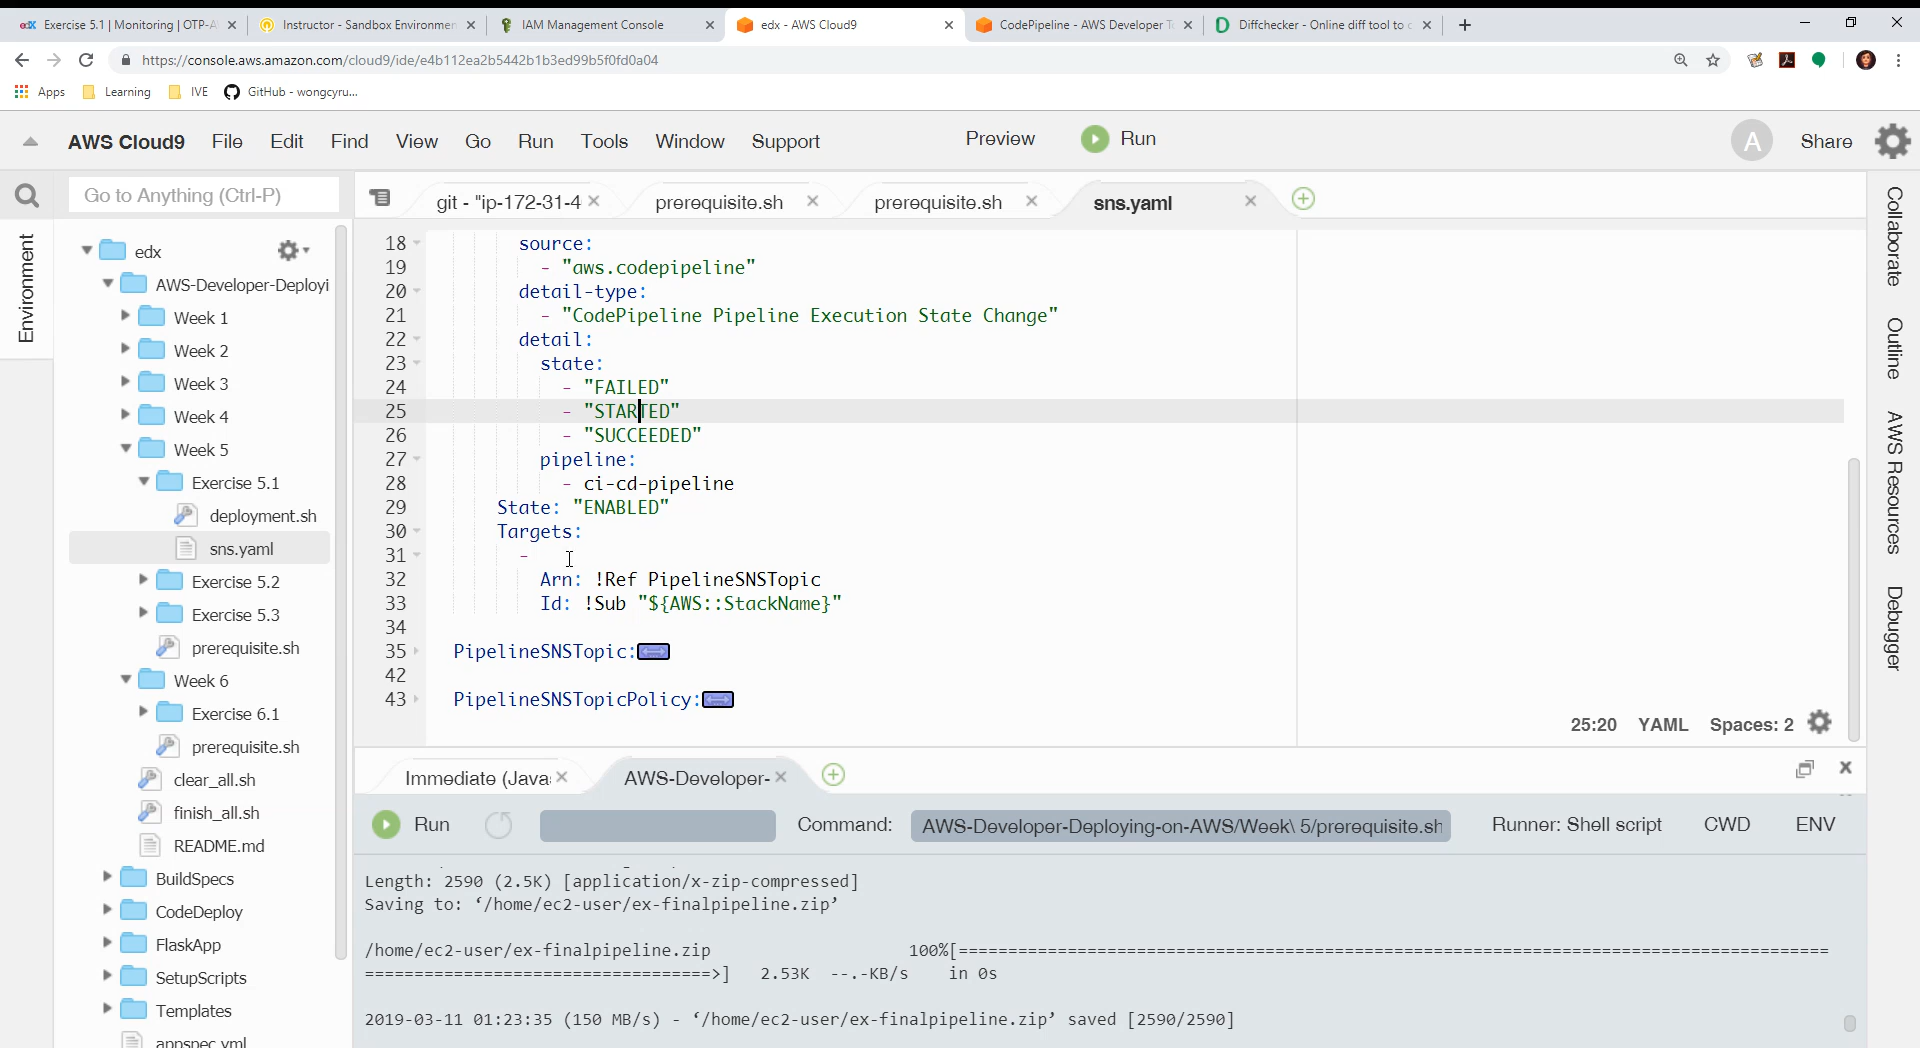 edX Exercise 5.1 | Monitoring | OTP-A
Instructor - Sandbox Environmen
IAM Management Console
edx - AWS Cloud9
CodePipeline - AWS Developer T
Diffchecker - Online diff tool to c
https://console.aws.amazon.com/cloud9/ide/e4b112ea2b5442b1b3ed99b5f0fd0a04
Apps Learning IVE GitHub - wongcyru...
AWS Cloud9 File Edit Find View Go Run Tools Window Support Preview Run A Share
Go to Anything (Ctrl-P)
git - "ip-172-31-4 prerequisite.sh prerequisite.sh sns.yaml
Environment
edx
AWS-Developer-Deployi
Week 1
Week 2
Week 3
Week 4
Week 5
Exercise 5.1
deployment.sh
sns.yaml
Exercise 5.2
Exercise 5.3
prerequisite.sh
Week 6
Exercise 6.1
prerequisite.sh
clear_all.sh
finish_all.sh
README.md
BuildSpecs
CodeDeploy
FlaskApp
SetupScripts
Templates
appspec.yml
18 source:
19 - "aws.codepipeline"
20 detail-type:
21 - "CodePipeline Pipeline Execution State Change"
22 detail:
23 state:
24 - "FAILED"
25 - "STARTED"
26 - "SUCCEEDED"
27 pipeline:
28 - ci-cd-pipeline
29 State: "ENABLED"
30 Targets:
31 -
32 Arn: !Ref PipelineSNSTopic
33 Id: !Sub "${AWS::StackName}"
34
35 PipelineSNSTopic:
42
43 PipelineSNSTopicPolicy:
25:20 YAML Spaces: 2
Collaborate
Outline
AWS Resources
Debugger
Immediate (Javas AWS-Developer-
Run Command: AWS-Developer-Deploying-on-AWS/Week\ 5/prerequisite.sh Runner: Shell script CWD ENV
Length: 2590 (2.5K) [application/x-zip-compressed]
Saving to: ‘/home/ec2-user/ex-finalpipeline.zip’
/home/ec2-user/ex-finalpipeline.zip 100%[=======================================================================================
===================================>] 2.53K --.-KB/s in 0s
2019-03-11 01:23:35 (150 MB/s) - ‘/home/ec2-user/ex-finalpipeline.zip’ saved [2590/2590]